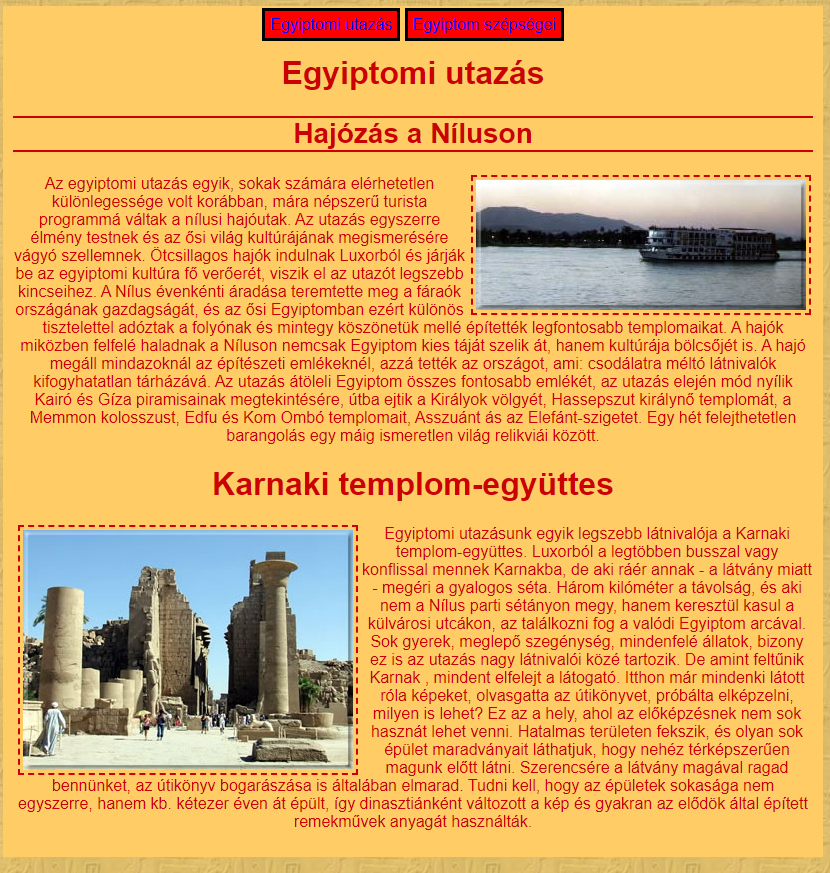 Egyiptomi utazás Egyiptom szépségei
Egyiptomi utazás
Hajózás a Níluson
Az egyiptomi utazás egyik, sokak számára elérhetetlen
különlegessége volt korábban, mára népszerű turista
programmá váltak a nílusi hajóutak. Az utazás egyszerre
élmény testnek és az ősi világ kultúrájának megismerésére
vágyó szellemnek. Ötcsillagos hajók indulnak Luxorból és járják
be az egyiptomi kultúra fő verőerét, viszik el az utazót legszebb
kincseihez. A Nílus évenkénti áradása teremtette meg a fáraók
országának gazdagságát, és az ősi Egyiptomban ezért különös
tisztelettel adóztak a folyónak és mintegy köszönetük mellé építették legfontosabb templomaikat. A hajók
miközben felfelé haladnak a Níluson nemcsak Egyiptom kies táját szelik át, hanem kultúrája bölcsőjét is. A hajó
megáll mindazoknál az építészeti emlékeknél, azzá tették az országot, ami: csodálatra méltó látnivalók
kifogyhatatlan tárházává. Az utazás átöleli Egyiptom összes fontosabb emlékét, az utazás elején mód nyílik
Kairó és Gíza piramisainak megtekintésére, útba ejtik a Királyok völgyét, Hassepszut királynő templomát, a
Memmon kolosszust, Edfu és Kom Ombó templomait, Asszuánt ás az Elefánt-szigetet. Egy hét felejthetetlen
barangolás egy máig ismeretlen világ relikviái között.
Karnaki templom-együttes
Egyiptomi utazásunk egyik legszebb látnivalója a Karnaki
templom-együttes. Luxorból a legtöbben busszal vagy
konflissal mennek Karnakba, de aki ráér annak - a látvány miatt
- megéri a gyalogos séta. Három kilóméter a távolság, és aki
nem a Nílus parti sétányon megy, hanem keresztül kasul a
külvárosi utcákon, az találkozni fog a valódi Egyiptom arcával.
Sok gyerek, meglepő szegénység, mindenfelé állatok, bizony
ez is az utazás nagy látnivalói közé tartozik. De amint feltűnik
Karnak , mindent elfelejt a látogató. Itthon már mindenki látott
róla képeket, olvasgatta az útikönyvet, próbálta elképzelni,
milyen is lehet? Ez az a hely, ahol az előképzésnek nem sok
hasznát lehet venni. Hatalmas területen fekszik, és olyan sok
épület maradványait láthatjuk, hogy nehéz térképszerűen
magunk előtt látni. Szerencsére a látvány magával ragad
bennünket, az útikönyv bogarászása is általában elmarad. Tudni kell, hogy az épületek sokasága nem
egyszerre, hanem kb. kétezer éven át épült, így dinasztiánként változott a kép és gyakran az elődök által épített
remekművek anyagát használták.